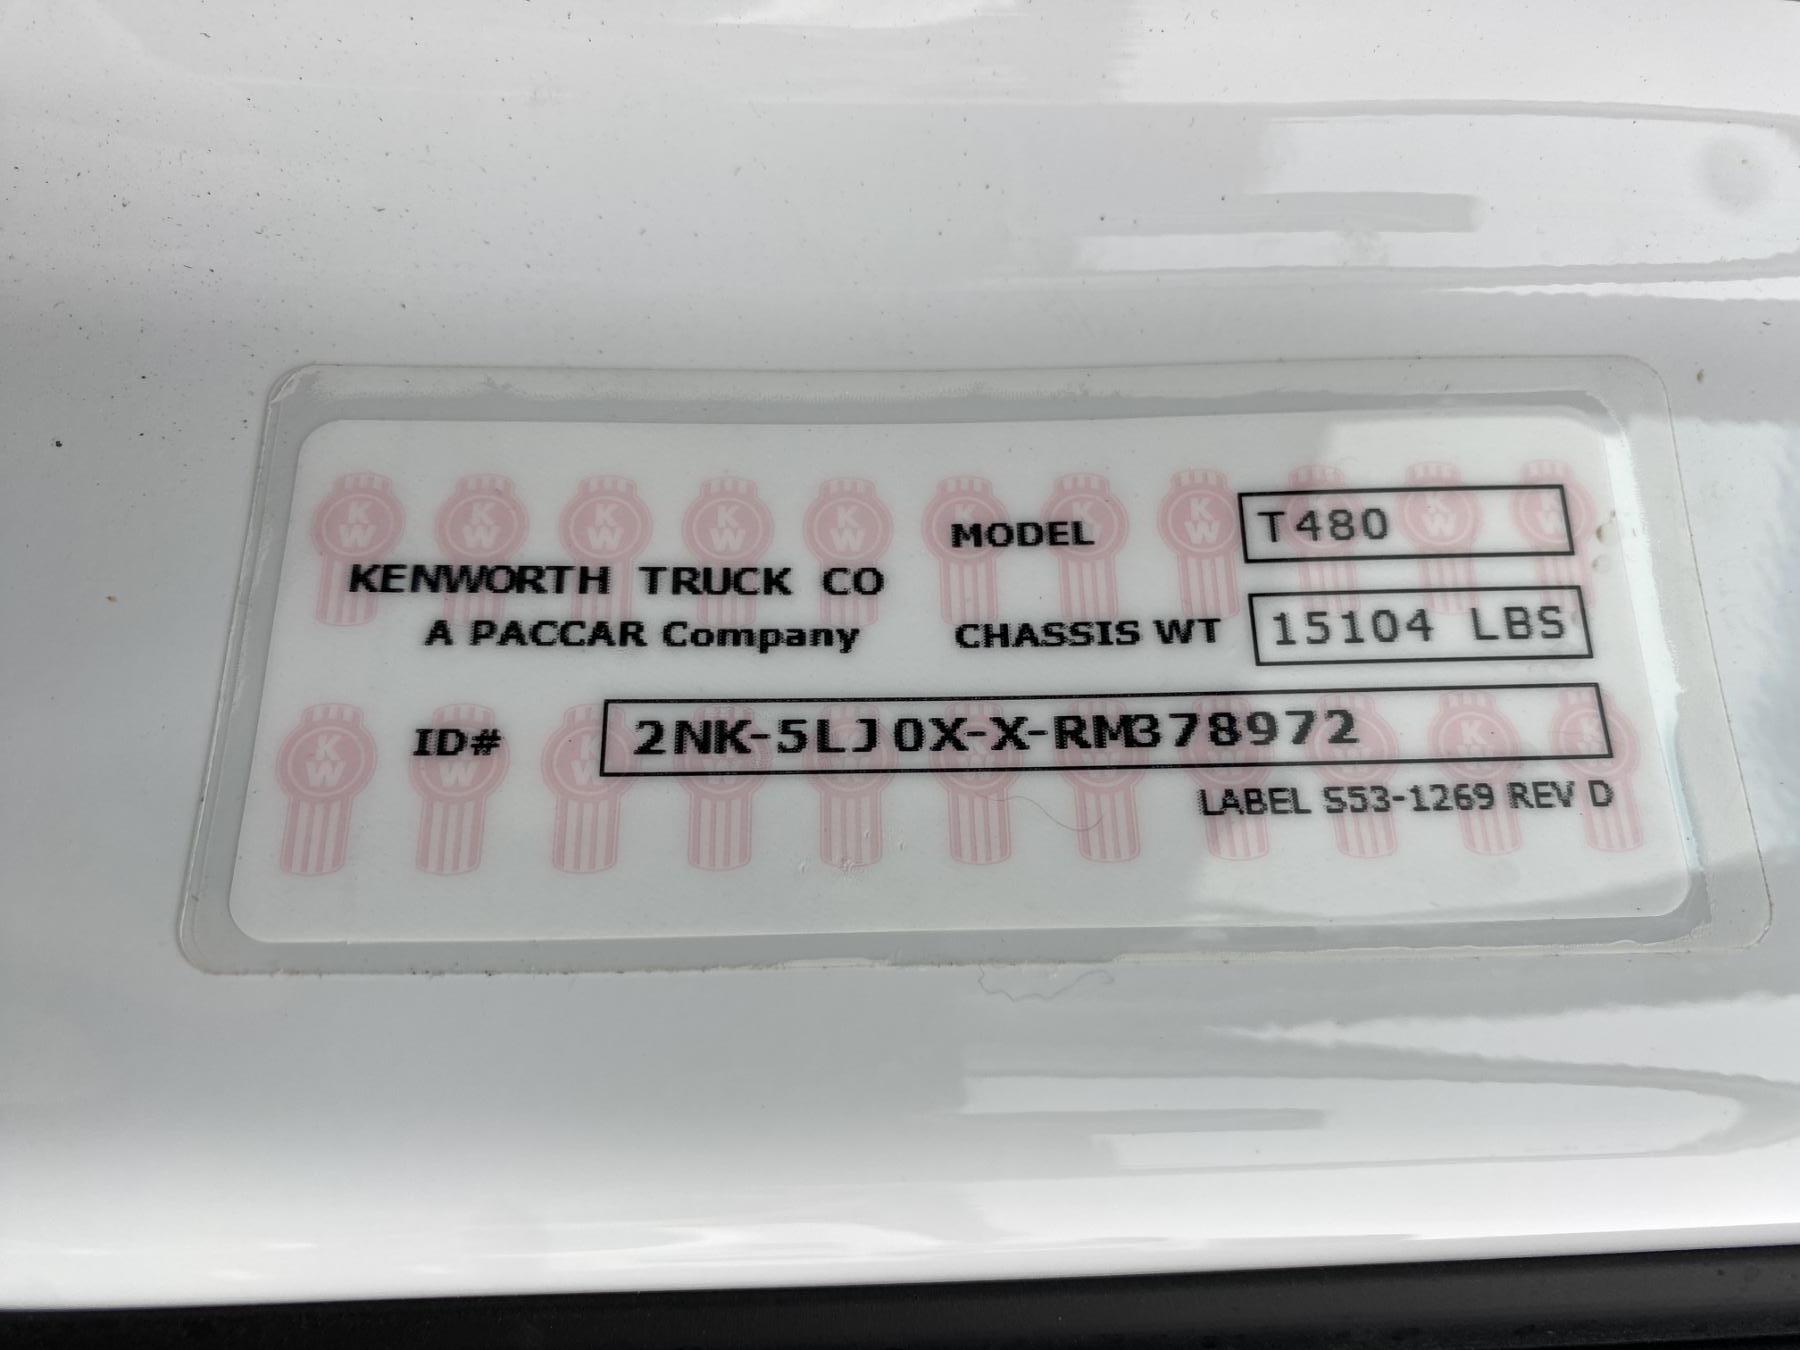 KENWORTH TRUCK CO
A PACCAR Company
MODEL T480
CHASSIS WT 15104 LBS
ID# 2NK-5LJ0X-X-RM378972
LABEL S53-1269 REV D